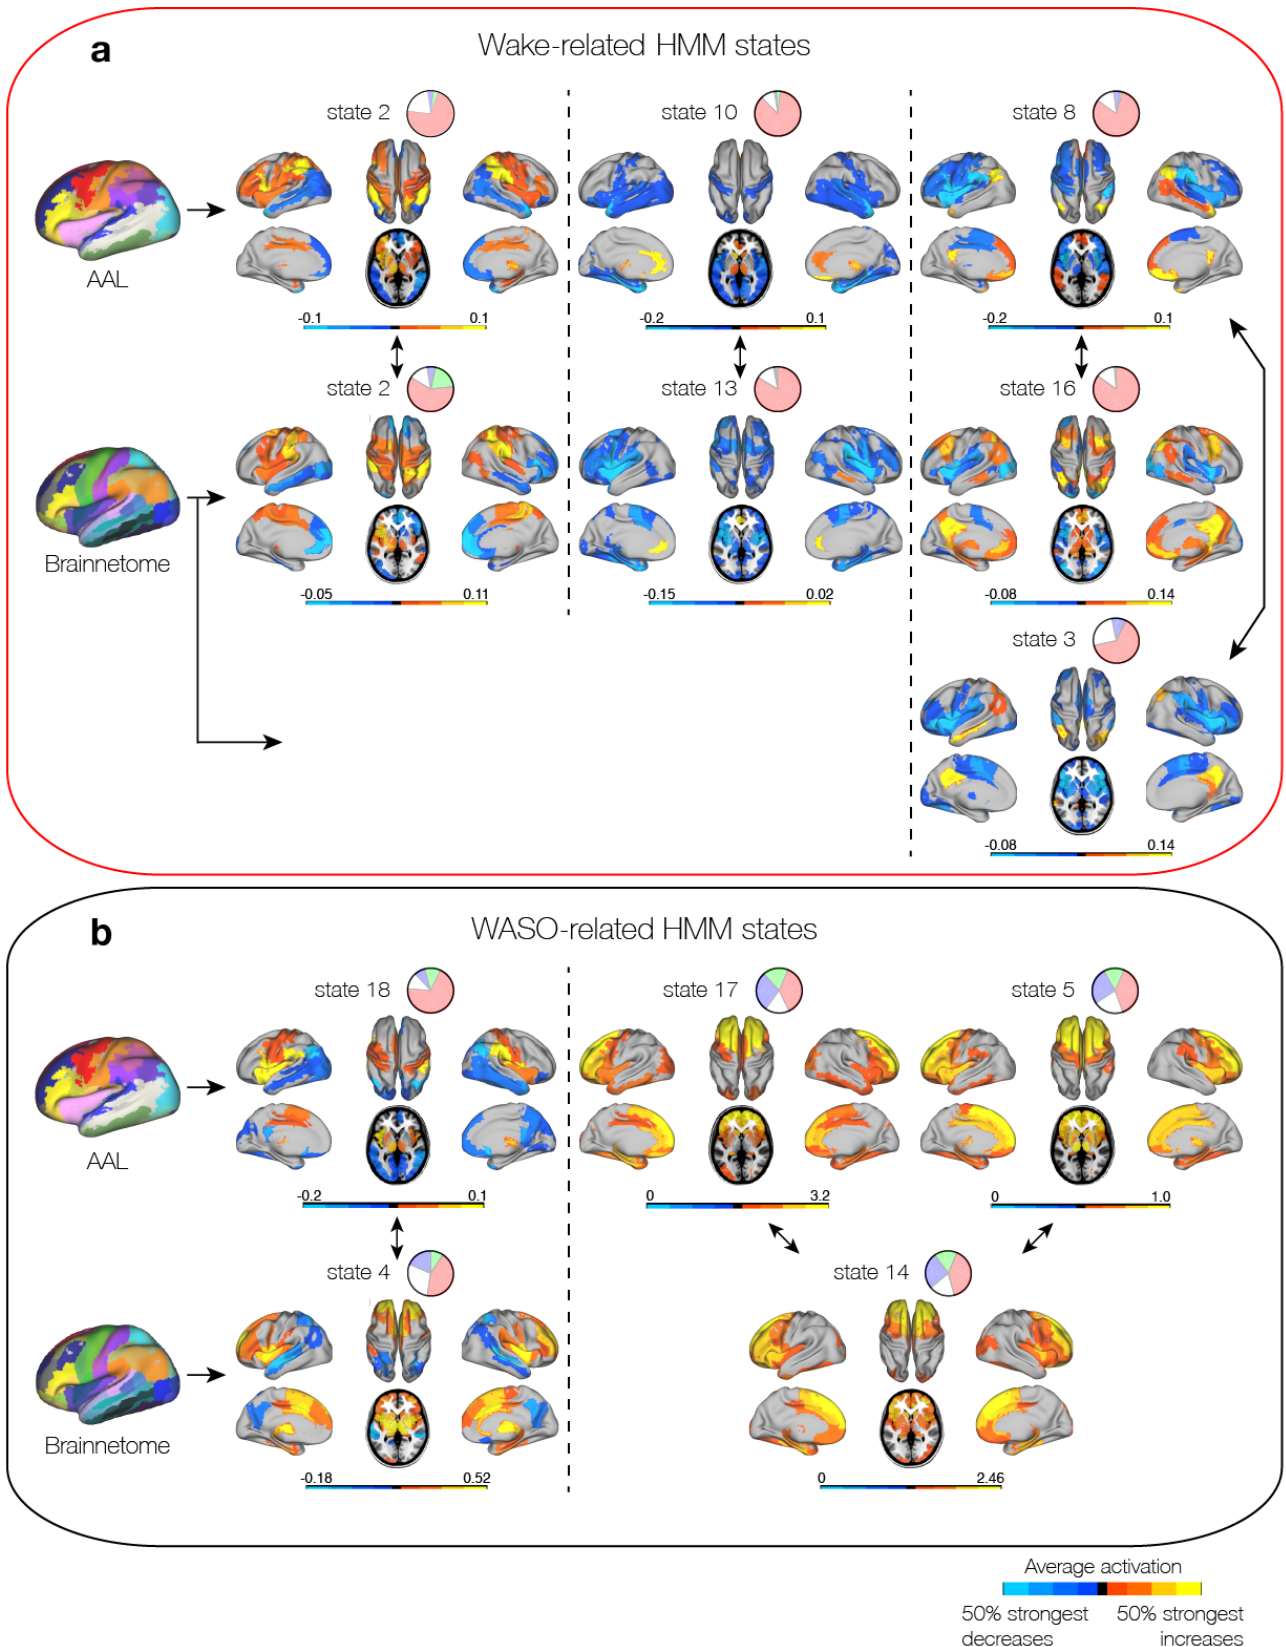 a
Wake-related HMM states
state 2
state 10
state 8
AAL
-0.1 0.1
-0.2 0.1
-0.2 0.1
state 2
state 13
state 16
Brainnetome
-0.05 0.11
-0.15 0.02
-0.08 0.14
state 3
-0.08 0.14
b
WASO-related HMM states
state 18
state 17
state 5
AAL
-0.2 0.1
0 3.2
0 1.0
state 4
state 14
Brainnetome
-0.18 0.52
0 2.46
Average activation
50% strongest decreases
50% strongest increases